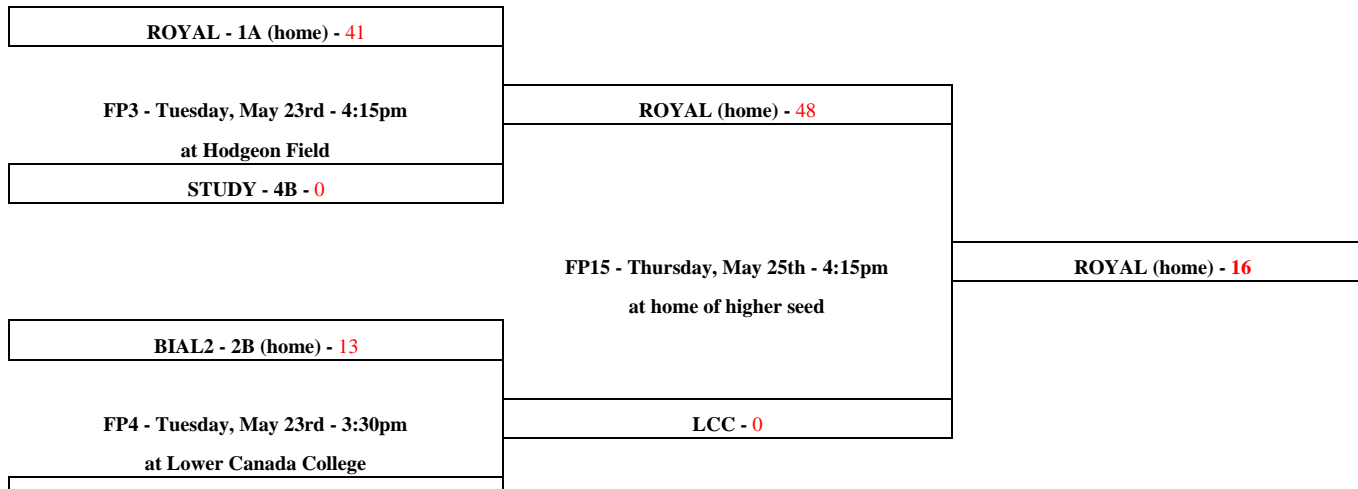 ROYAL - 1A (home) - 41
FP3 - Tuesday, May 23rd - 4:15pm
at Hodgeon Field
STUDY - 4B - 0
ROYAL (home) - 48
FP15 - Thursday, May 25th - 4:15pm
at home of higher seed
ROYAL (home) - 16
BIAL2 - 2B (home) - 13
FP4 - Tuesday, May 23rd - 3:30pm
at Lower Canada College
LCC - 0